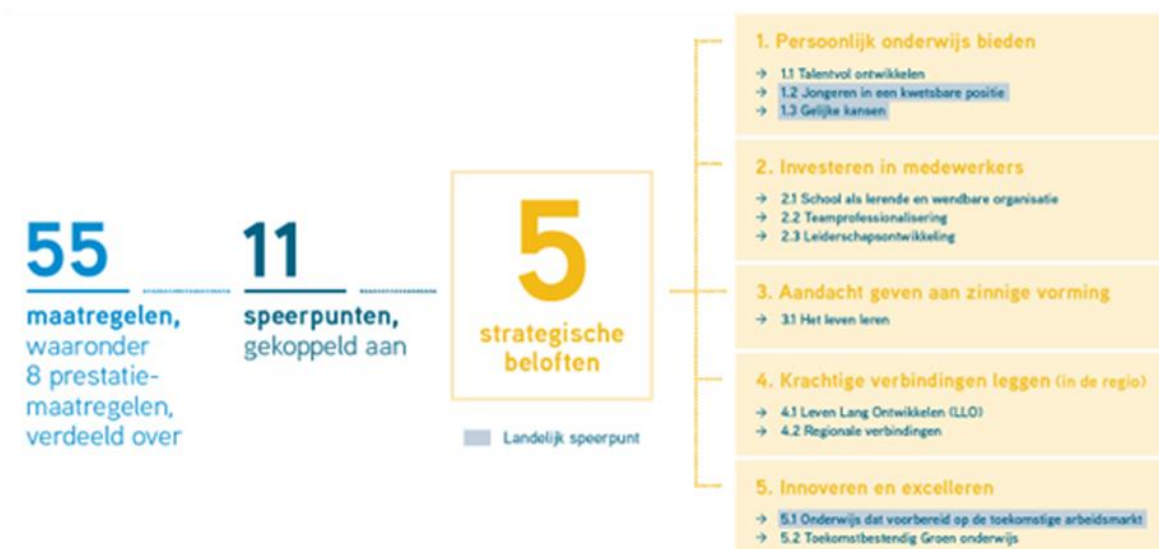 55
maatregelen,
waaronder
8 prestatie-
maatregelen,
verdeeld over
11
speerpunten,
gekoppeld aan
5
strategische
beloften
Landelijk speerpunt
1. Persoonlijk onderwijs bieden
→ 1.1 Talentvol ontwikkelen
→ 1.2 Jongeren in een kwetsbare positie
→ 1.3 Gelijke kansen
2. Investeren in medewerkers
→ 2.1 School als lerende en wendbare organisatie
→ 2.2 Teamprofessionalisering
→ 2.3 Leiderschapsontwikkeling
3. Aandacht geven aan zinnige vorming
→ 3.1 Het leven leren
4. Krachtige verbindingen leggen (in de regio)
→ 4.1 Leven Lang Ontwikkelen (LLO)
→ 4.2 Regionale verbindingen
5. Innoveren en excelleren
→ 5.1 Onderwijs dat voorbereid op de toekomstige arbeidsmarkt
→ 5.2 Toekomstbestendig Groen onderwijs